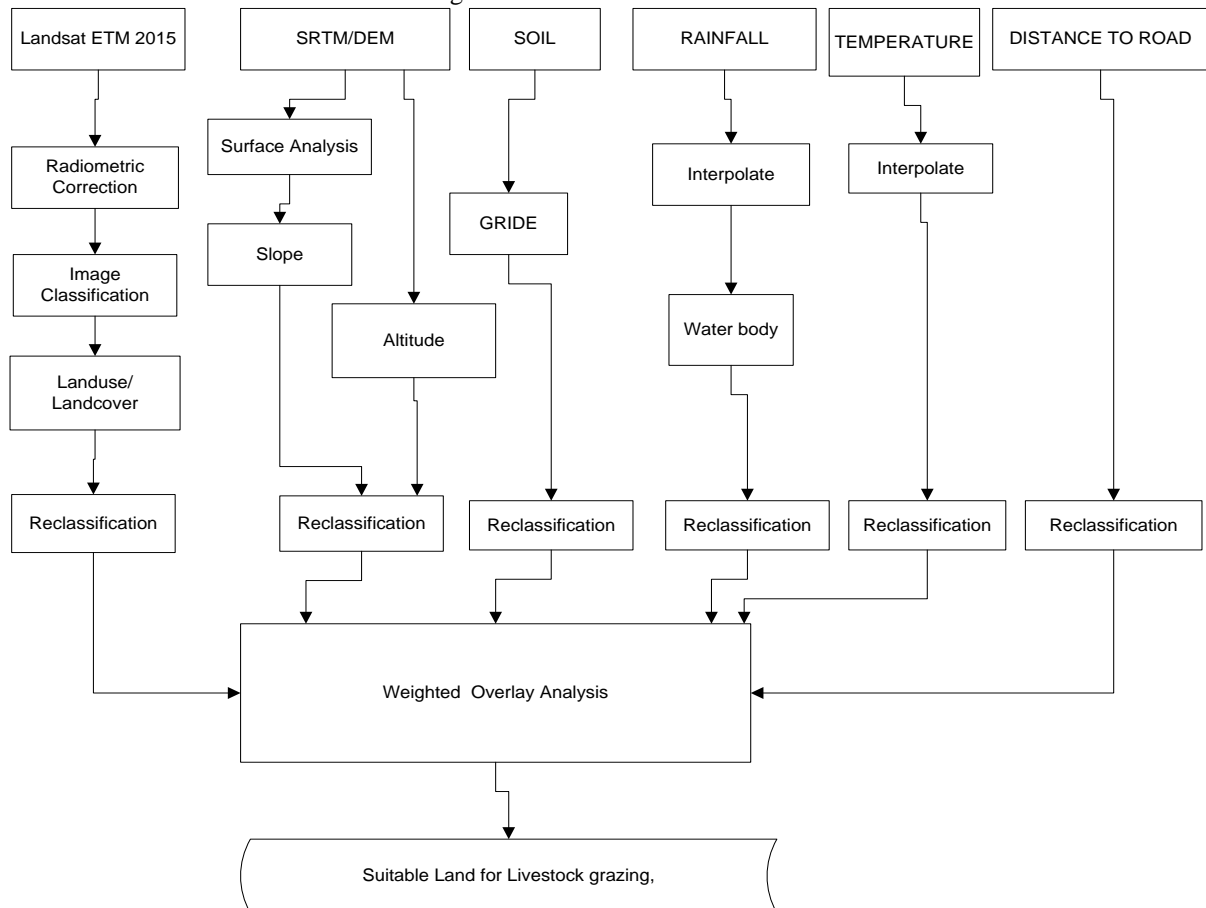 Landsat ETM 2015
SRTM/DEM
SOIL
RAINFALL
TEMPERATURE
DISTANCE TO ROAD
Surface Analysis
Radiometric
Correction
Interpolate
Interpolate
GRIDE
Slope
Image
Classification
Altitude
Water body
Landuse/
Landcover
Reclassification
Reclassification
Reclassification
Reclassification
Reclassification
Reclassification
Weighted Overlay Analysis
Suitable Land for Livestock grazing,